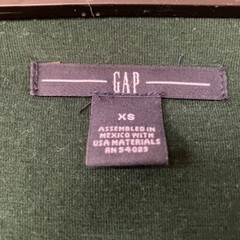 GAP
XS
ASSEMBLED IN
MEXICO WITH
USA MATERIALS
RN 54023